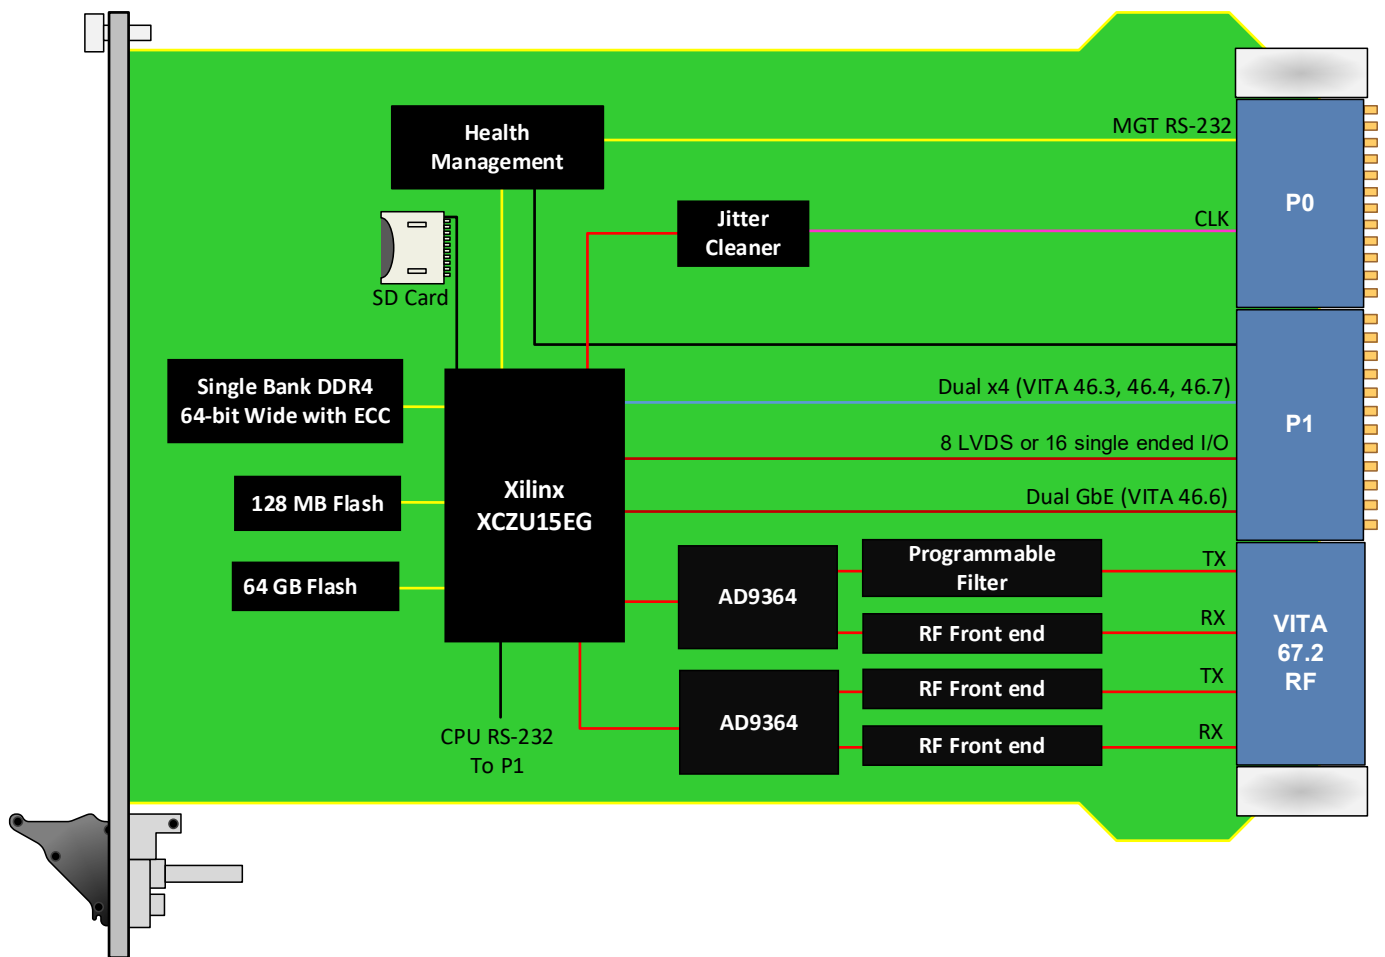 Health
Management
MGT RS-232
P0
Jitter
Cleaner
CLK
SD Card
Single Bank DDR4
64-bit Wide with ECC
Dual x4 (VITA 46.3, 46.4, 46.7)
P1
8 LVDS or 16 single ended I/O
128 MB Flash
Xilinx
XCZU15EG
Dual GbE (VITA 46.6)
64 GB Flash
AD9364
Programmable
Filter
TX
RF Front end
RX
VITA
67.2
RF
AD9364
RF Front end
TX
RF Front end
RX
CPU RS-232
To P1